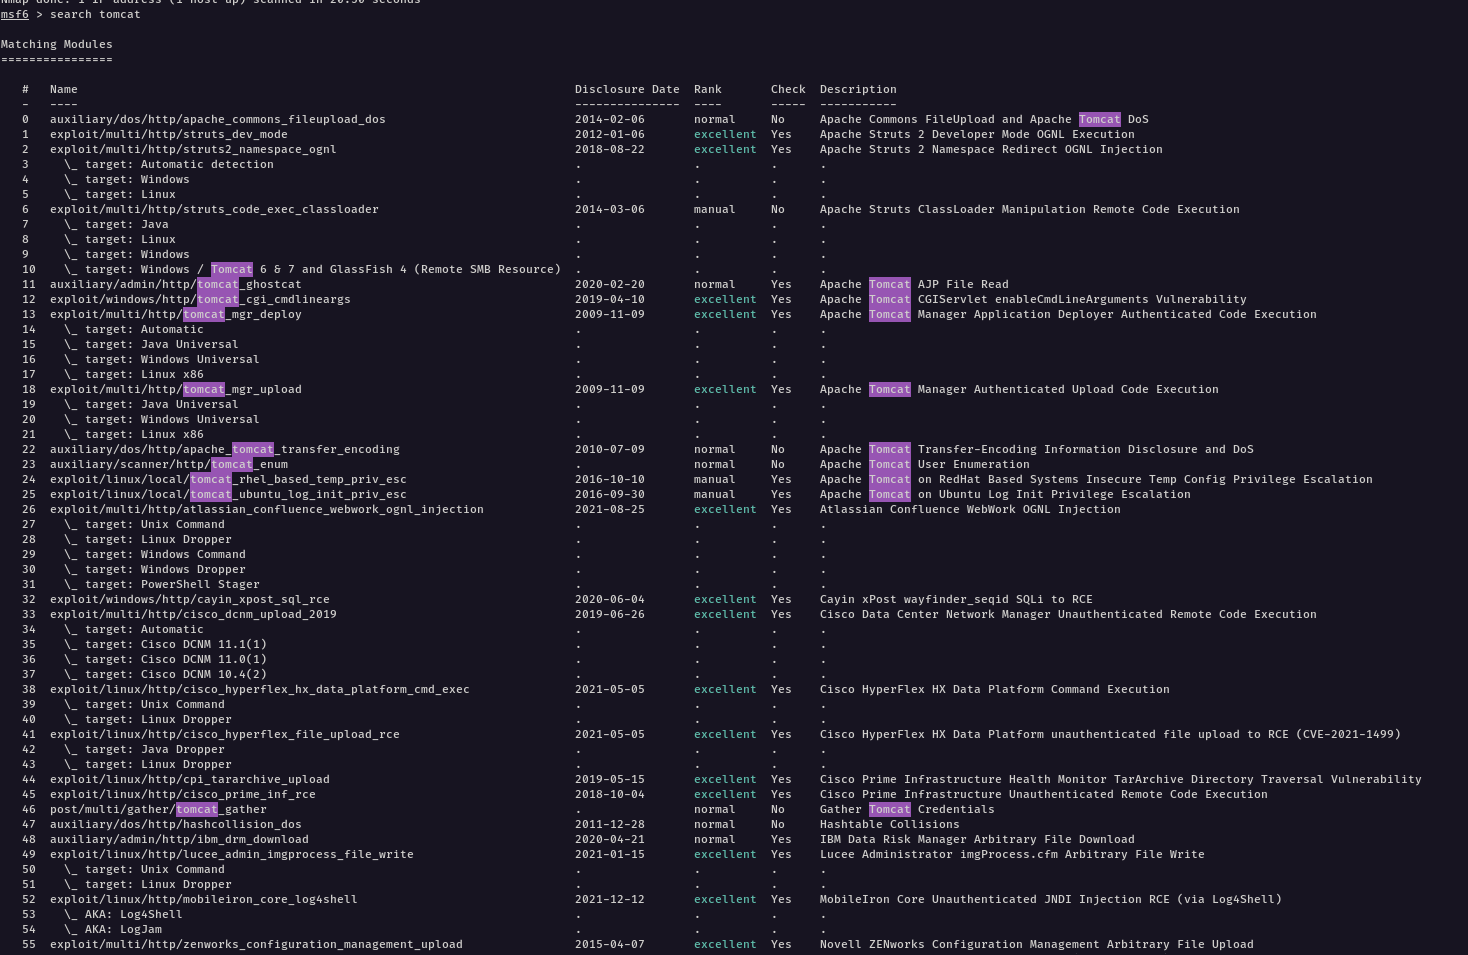 Nmap done: 1 IP address (1 host up) scanned in 20.30 seconds
msf6 > search tomcat
Matching Modules
================
#   Name                                                                       Disclosure Date  Rank       Check  Description
-   ----                                                                       ---------------  ----       -----  -----------
0   auxiliary/dos/http/apache_commons_fileupload_dos                           2014-02-06       normal     No     Apache Commons FileUpload and Apache Tomcat DoS
1   exploit/multi/http/struts_dev_mode                                         2012-01-06       excellent  Yes    Apache Struts 2 Developer Mode OGNL Execution
2   exploit/multi/http/struts2_namespace_ognl                                  2018-08-22       excellent  Yes    Apache Struts 2 Namespace Redirect OGNL Injection
3     \_ target: Automatic detection                                           .                .          .      .
4     \_ target: Windows                                                       .                .          .      .
5     \_ target: Linux                                                         .                .          .      .
6   exploit/multi/http/struts_code_exec_classloader                            2014-03-06       manual     No     Apache Struts ClassLoader Manipulation Remote Code Execution
7     \_ target: Java                                                          .                .          .      .
8     \_ target: Linux                                                         .                .          .      .
9     \_ target: Windows                                                       .                .          .      .
10    \_ target: Windows / Tomcat 6 & 7 and GlassFish 4 (Remote SMB Resource)  .                .          .      .
11  auxiliary/admin/http/tomcat_ghostcat                                       2020-02-20       normal     Yes    Apache Tomcat AJP File Read
12  exploit/windows/http/tomcat_cgi_cmdlineargs                                2019-04-10       excellent  Yes    Apache Tomcat CGIServlet enableCmdLineArguments Vulnerability
13  exploit/multi/http/tomcat_mgr_deploy                                       2009-11-09       excellent  Yes    Apache Tomcat Manager Application Deployer Authenticated Code Execution
14    \_ target: Automatic                                                     .                .          .      .
15    \_ target: Java Universal                                                .                .          .      .
16    \_ target: Windows Universal                                             .                .          .      .
17    \_ target: Linux x86                                                     .                .          .      .
18  exploit/multi/http/tomcat_mgr_upload                                       2009-11-09       excellent  Yes    Apache Tomcat Manager Authenticated Upload Code Execution
19    \_ target: Java Universal                                                .                .          .      .
20    \_ target: Windows Universal                                             .                .          .      .
21    \_ target: Linux x86                                                     .                .          .      .
22  auxiliary/dos/http/apache_tomcat_transfer_encoding                         2010-07-09       normal     No     Apache Tomcat Transfer-Encoding Information Disclosure and DoS
23  auxiliary/scanner/http/tomcat_enum                                         .                normal     No     Apache Tomcat User Enumeration
24  exploit/linux/local/tomcat_rhel_based_temp_priv_esc                        2016-10-10       manual     Yes    Apache Tomcat on RedHat Based Systems Insecure Temp Config Privilege Escalation
25  exploit/linux/local/tomcat_ubuntu_log_init_priv_esc                        2016-09-30       manual     Yes    Apache Tomcat on Ubuntu Log Init Privilege Escalation
26  exploit/multi/http/atlassian_confluence_webwork_ognl_injection             2021-08-25       excellent  Yes    Atlassian Confluence WebWork OGNL Injection
27    \_ target: Unix Command                                                  .                .          .      .
28    \_ target: Linux Dropper                                                 .                .          .      .
29    \_ target: Windows Command                                               .                .          .      .
30    \_ target: Windows Dropper                                               .                .          .      .
31    \_ target: PowerShell Stager                                             .                .          .      .
32  exploit/windows/http/cayin_xpost_sql_rce                                   2020-06-04       excellent  Yes    Cayin xPost wayfinder_seqid SQLi to RCE
33  exploit/multi/http/cisco_dcnm_upload_2019                                  2019-06-26       excellent  Yes    Cisco Data Center Network Manager Unauthenticated Remote Code Execution
34    \_ target: Automatic                                                     .                .          .      .
35    \_ target: Cisco DCNM 11.1(1)                                            .                .          .      .
36    \_ target: Cisco DCNM 11.0(1)                                            .                .          .      .
37    \_ target: Cisco DCNM 10.4(2)                                            .                .          .      .
38  exploit/linux/http/cisco_hyperflex_hx_data_platform_cmd_exec               2021-05-05       excellent  Yes    Cisco HyperFlex HX Data Platform Command Execution
39    \_ target: Unix Command                                                  .                .          .      .
40    \_ target: Linux Dropper                                                 .                .          .      .
41  exploit/linux/http/cisco_hyperflex_file_upload_rce                         2021-05-05       excellent  Yes    Cisco HyperFlex HX Data Platform unauthenticated file upload to RCE (CVE-2021-1499)
42    \_ target: Java Dropper                                                  .                .          .      .
43    \_ target: Linux Dropper                                                 .                .          .      .
44  exploit/linux/http/cpi_tararchive_upload                                   2019-05-15       excellent  Yes    Cisco Prime Infrastructure Health Monitor TarArchive Directory Traversal Vulnerability
45  exploit/linux/http/cisco_prime_inf_rce                                     2018-10-04       excellent  Yes    Cisco Prime Infrastructure Unauthenticated Remote Code Execution
46  post/multi/gather/tomcat_gather                                            .                normal     No     Gather Tomcat Credentials
47  auxiliary/dos/http/hashcollision_dos                                       2011-12-28       normal     No     Hashtable Collisions
48  auxiliary/admin/http/ibm_drm_download                                      2020-04-21       normal     Yes    IBM Data Risk Manager Arbitrary File Download
49  exploit/linux/http/lucee_admin_imgprocess_file_write                       2021-01-15       excellent  Yes    Lucee Administrator imgProcess.cfm Arbitrary File Write
50    \_ target: Unix Command                                                  .                .          .      .
51    \_ target: Linux Dropper                                                 .                .          .      .
52  exploit/linux/http/mobileiron_core_log4shell                               2021-12-12       excellent  Yes    MobileIron Core Unauthenticated JNDI Injection RCE (via Log4Shell)
53    \_ AKA: Log4Shell                                                        .                .          .      .
54    \_ AKA: LogJam                                                           .                .          .      .
55  exploit/multi/http/zenworks_configuration_management_upload                2015-04-07       excellent  Yes    Novell ZENworks Configuration Management Arbitrary File Upload